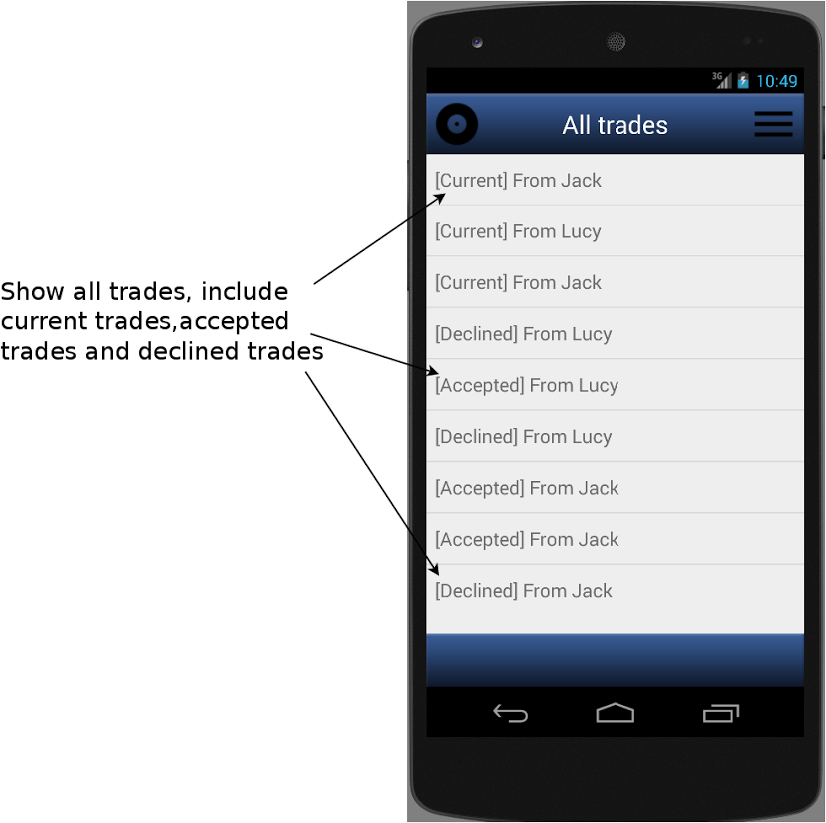 3G 10:49
All trades
[Current] From Jack
[Current] From Lucy
[Current] From Jack
[Declined] From Lucy
[Accepted] From Lucy
[Declined] From Lucy
[Accepted] From Jack
[Accepted] From Jack
[Declined] From Jack
Show all trades, include
current trades,accepted
trades and declined trades